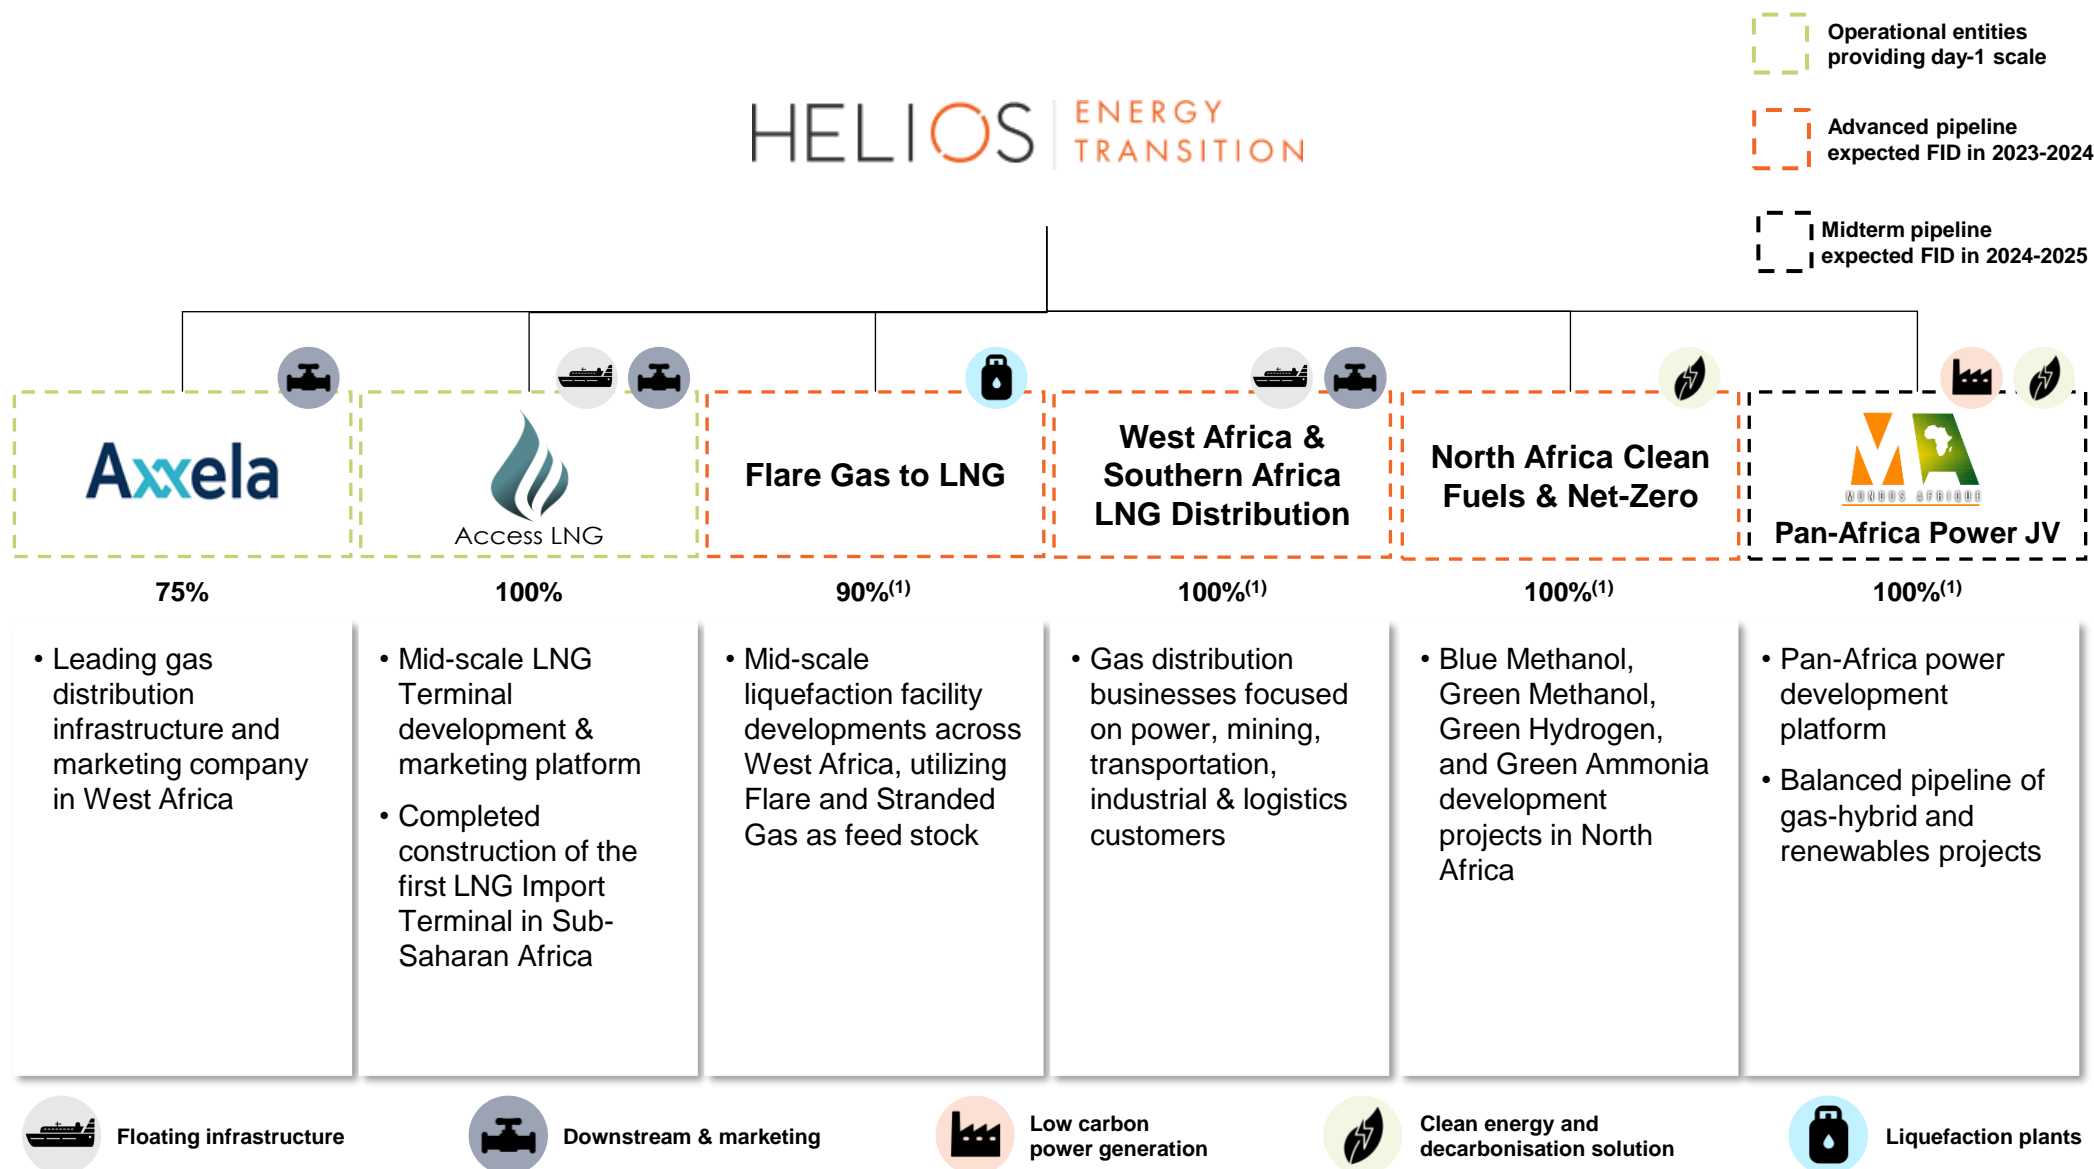 Operational entities
providing day-1 scale
HELIOS ENERGY
TRANSITION
Advanced pipeline
expected FID in 2023-2024
Midterm pipeline
expected FID in 2024-2025
Axxela
Access LNG
Flare Gas to LNG
West Africa &
Southern Africa
LNG Distribution
North Africa Clean
Fuels & Net-Zero
MA
MUNDUS AFRIQUE
Pan-Africa Power JV
75%
100%
90%(1)
100%(1)
100%(1)
100%(1)
• Leading gas
distribution
infrastructure and
marketing company
in West Africa
• Mid-scale LNG
Terminal
development &
marketing platform
• Completed
construction of the
first LNG Import
Terminal in Sub-
Saharan Africa
• Mid-scale
liquefaction facility
developments across
West Africa, utilizing
Flare and Stranded
Gas as feed stock
• Gas distribution
businesses focused
on power, mining,
transportation,
industrial & logistics
customers
• Blue Methanol,
Green Methanol,
Green Hydrogen,
and Green Ammonia
development
projects in North
Africa
• Pan-Africa power
development
platform
• Balanced pipeline of
gas-hybrid and
renewables projects
Floating infrastructure
Downstream & marketing
Low carbon
power generation
Clean energy and
decarbonisation solution
Liquefaction plants